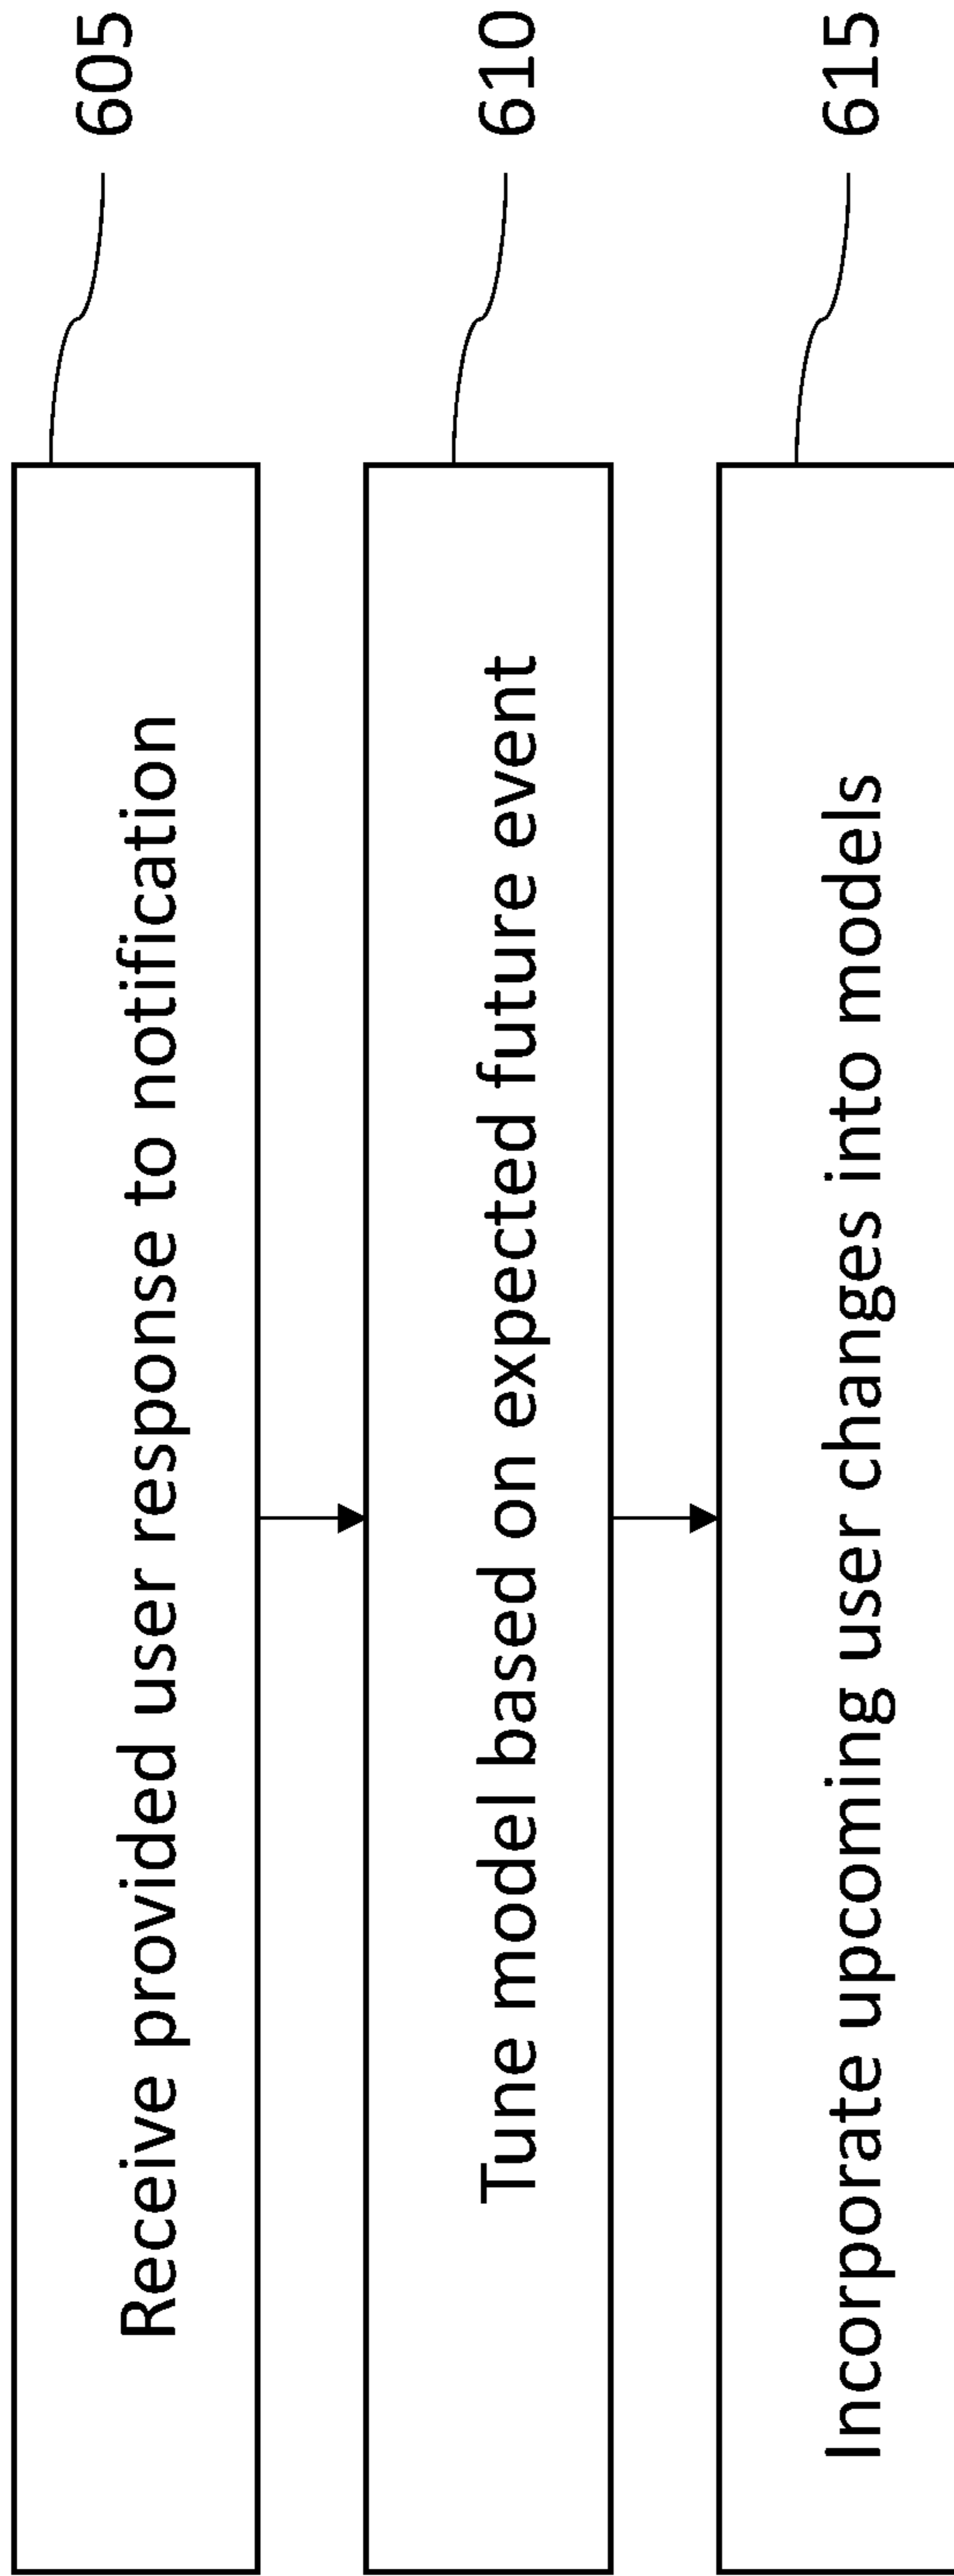 Receive provided user response to notification
605
Tune model based on expected future event
610
Incorporate upcoming user changes into models
615